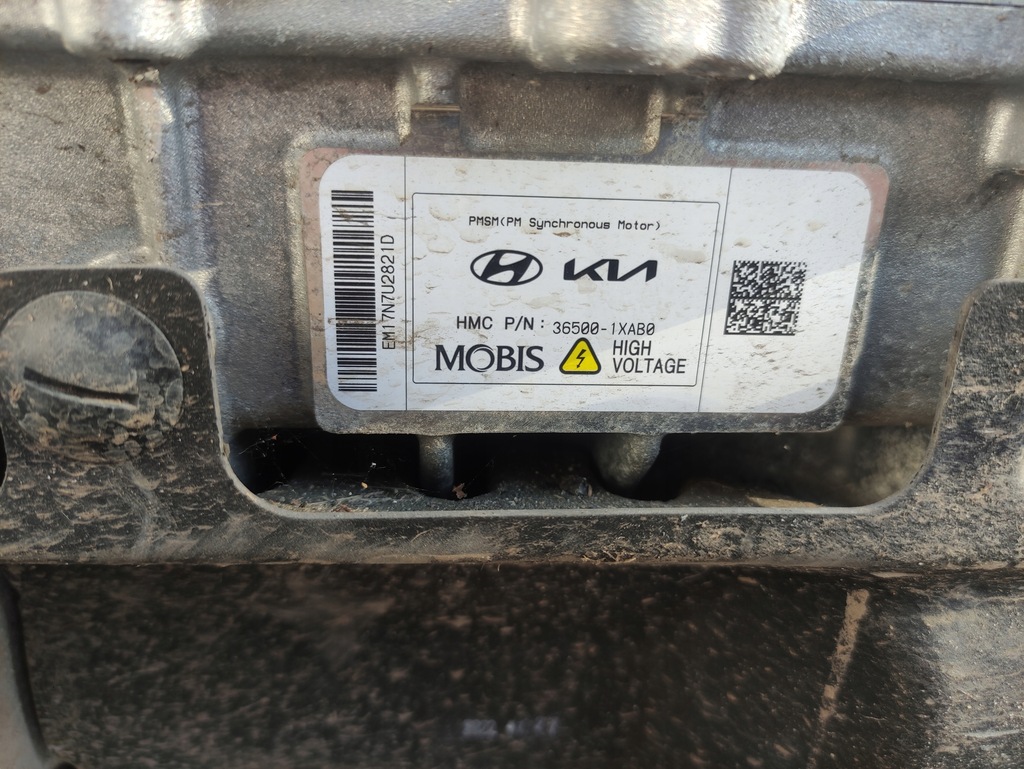 EM17N7U2821D
PMSM(PM Synchronous Motor)
KIA
HMC P/N : 36500-1XAB0
MOBIS
HIGH
VOLTAGE